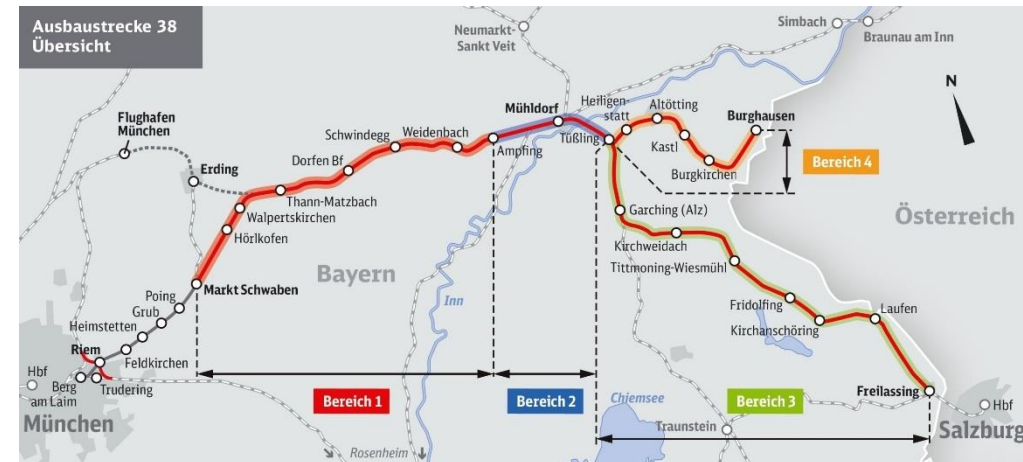 Ausbaustrecke 38
Übersicht
Neumarkt-
Sankt Veit
Simbach
Braunau am Inn
N
Flughafen
München
Erding
Schwindegg
Weidenbach
Dorfen Bf
Thann-Matzbach
Walpertskirchen
Hörlkofen
Ampfing
Mühldorf
Tüßling
Heiligen-
statt
Altötting
Kastl
Burgkirchen
Burghausen
Bereich 4
Österreich
Garching (Alz)
Kirchweidach
Tittmoning-Wiesmühl
Fridolfing
Kirchanschöring
Laufen
Freilassing
Hbf
Salzburg
Bayern
Inn
Markt Schwaben
Poing
Grub
Heimstetten
Feldkirchen
Riem
Hbf
Berg
am Laim
Trudering
München
Bereich 1
Bereich 2
Bereich 3
Chiemsee
Traunstein
Rosenheim